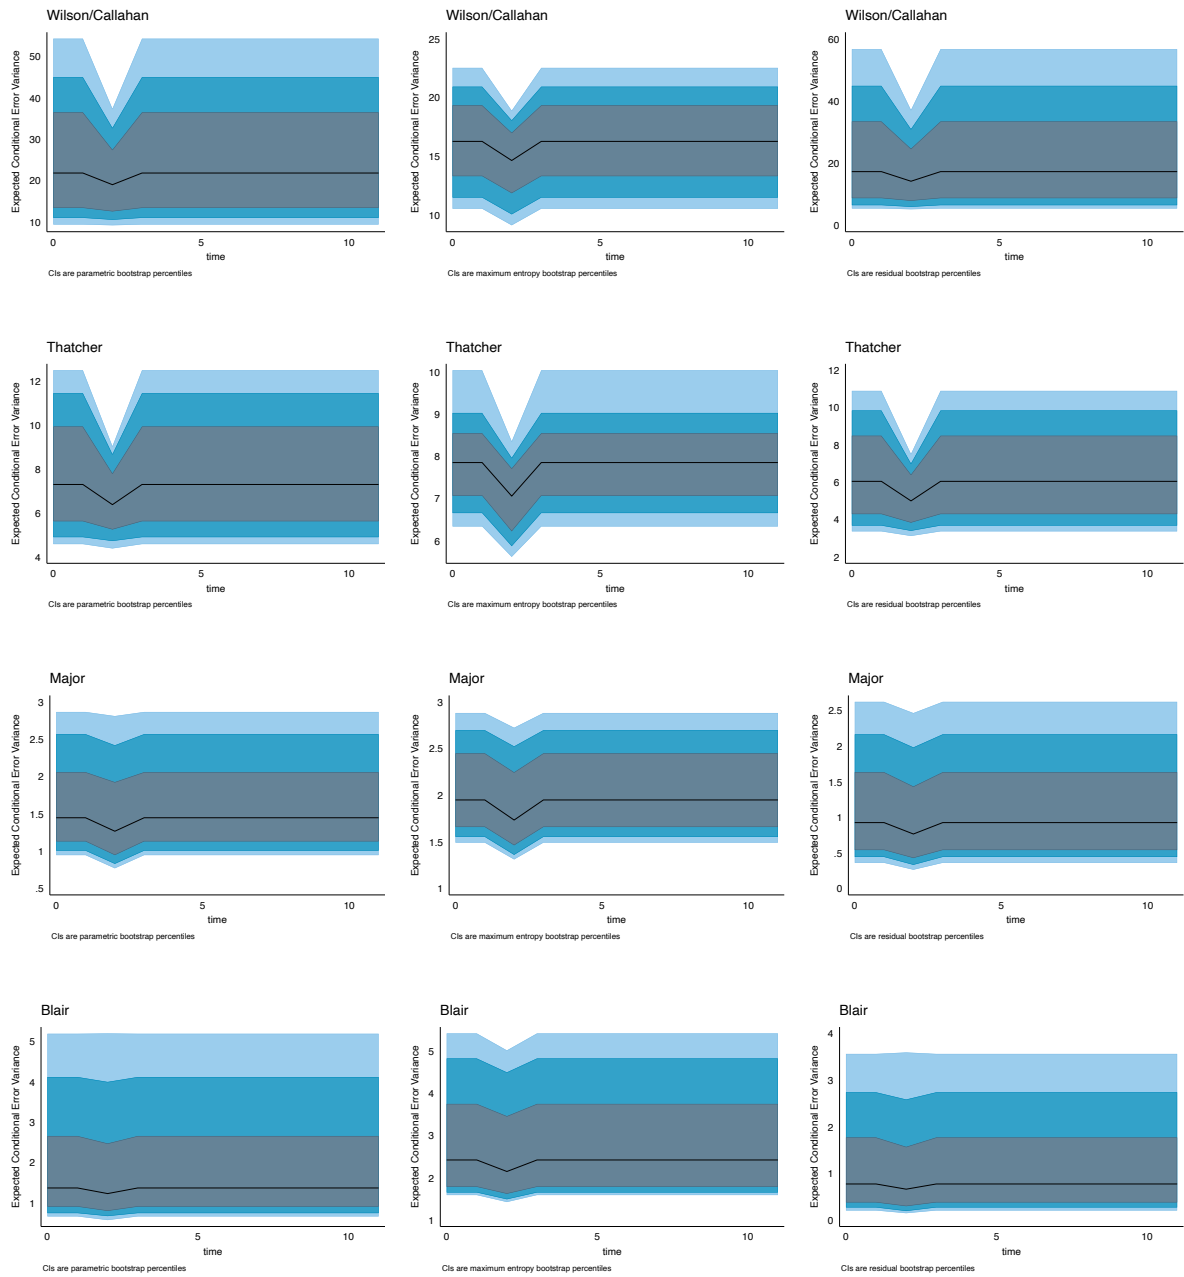 Wilson/Callahan
Expected Conditional Error Variance
50
40
30
20
10
0 5 10
time
CIs are parametric bootstrap percentiles
Wilson/Callahan
Expected Conditional Error Variance
25
20
15
10
0 5 10
time
CIs are maximum entropy bootstrap percentiles
Wilson/Callahan
Expected Conditional Error Variance
60
40
20
0
0 5 10
time
CIs are residual bootstrap percentiles
Thatcher
Expected Conditional Error Variance
12
10
8
6
4
0 5 10
time
CIs are parametric bootstrap percentiles
Thatcher
Expected Conditional Error Variance
10
9
8
7
6
0 5 10
time
CIs are maximum entropy bootstrap percentiles
Thatcher
Expected Conditional Error Variance
12
10
8
6
4
2
0 5 10
time
CIs are residual bootstrap percentiles
Major
Expected Conditional Error Variance
3
2.5
2
1.5
1
.5
0 5 10
time
CIs are parametric bootstrap percentiles
Major
Expected Conditional Error Variance
3
2.5
2
1.5
1
0 5 10
time
CIs are maximum entropy bootstrap percentiles
Major
Expected Conditional Error Variance
2.5
2
1.5
1
.5
0
0 5 10
time
CIs are residual bootstrap percentiles
Blair
Expected Conditional Error Variance
5
4
3
2
1
0 5 10
time
CIs are parametric bootstrap percentiles
Blair
Expected Conditional Error Variance
5
4
3
2
1
0 5 10
time
CIs are maximum entropy bootstrap percentiles
Blair
Expected Conditional Error Variance
4
3
2
1
0
0 5 10
time
CIs are residual bootstrap percentiles